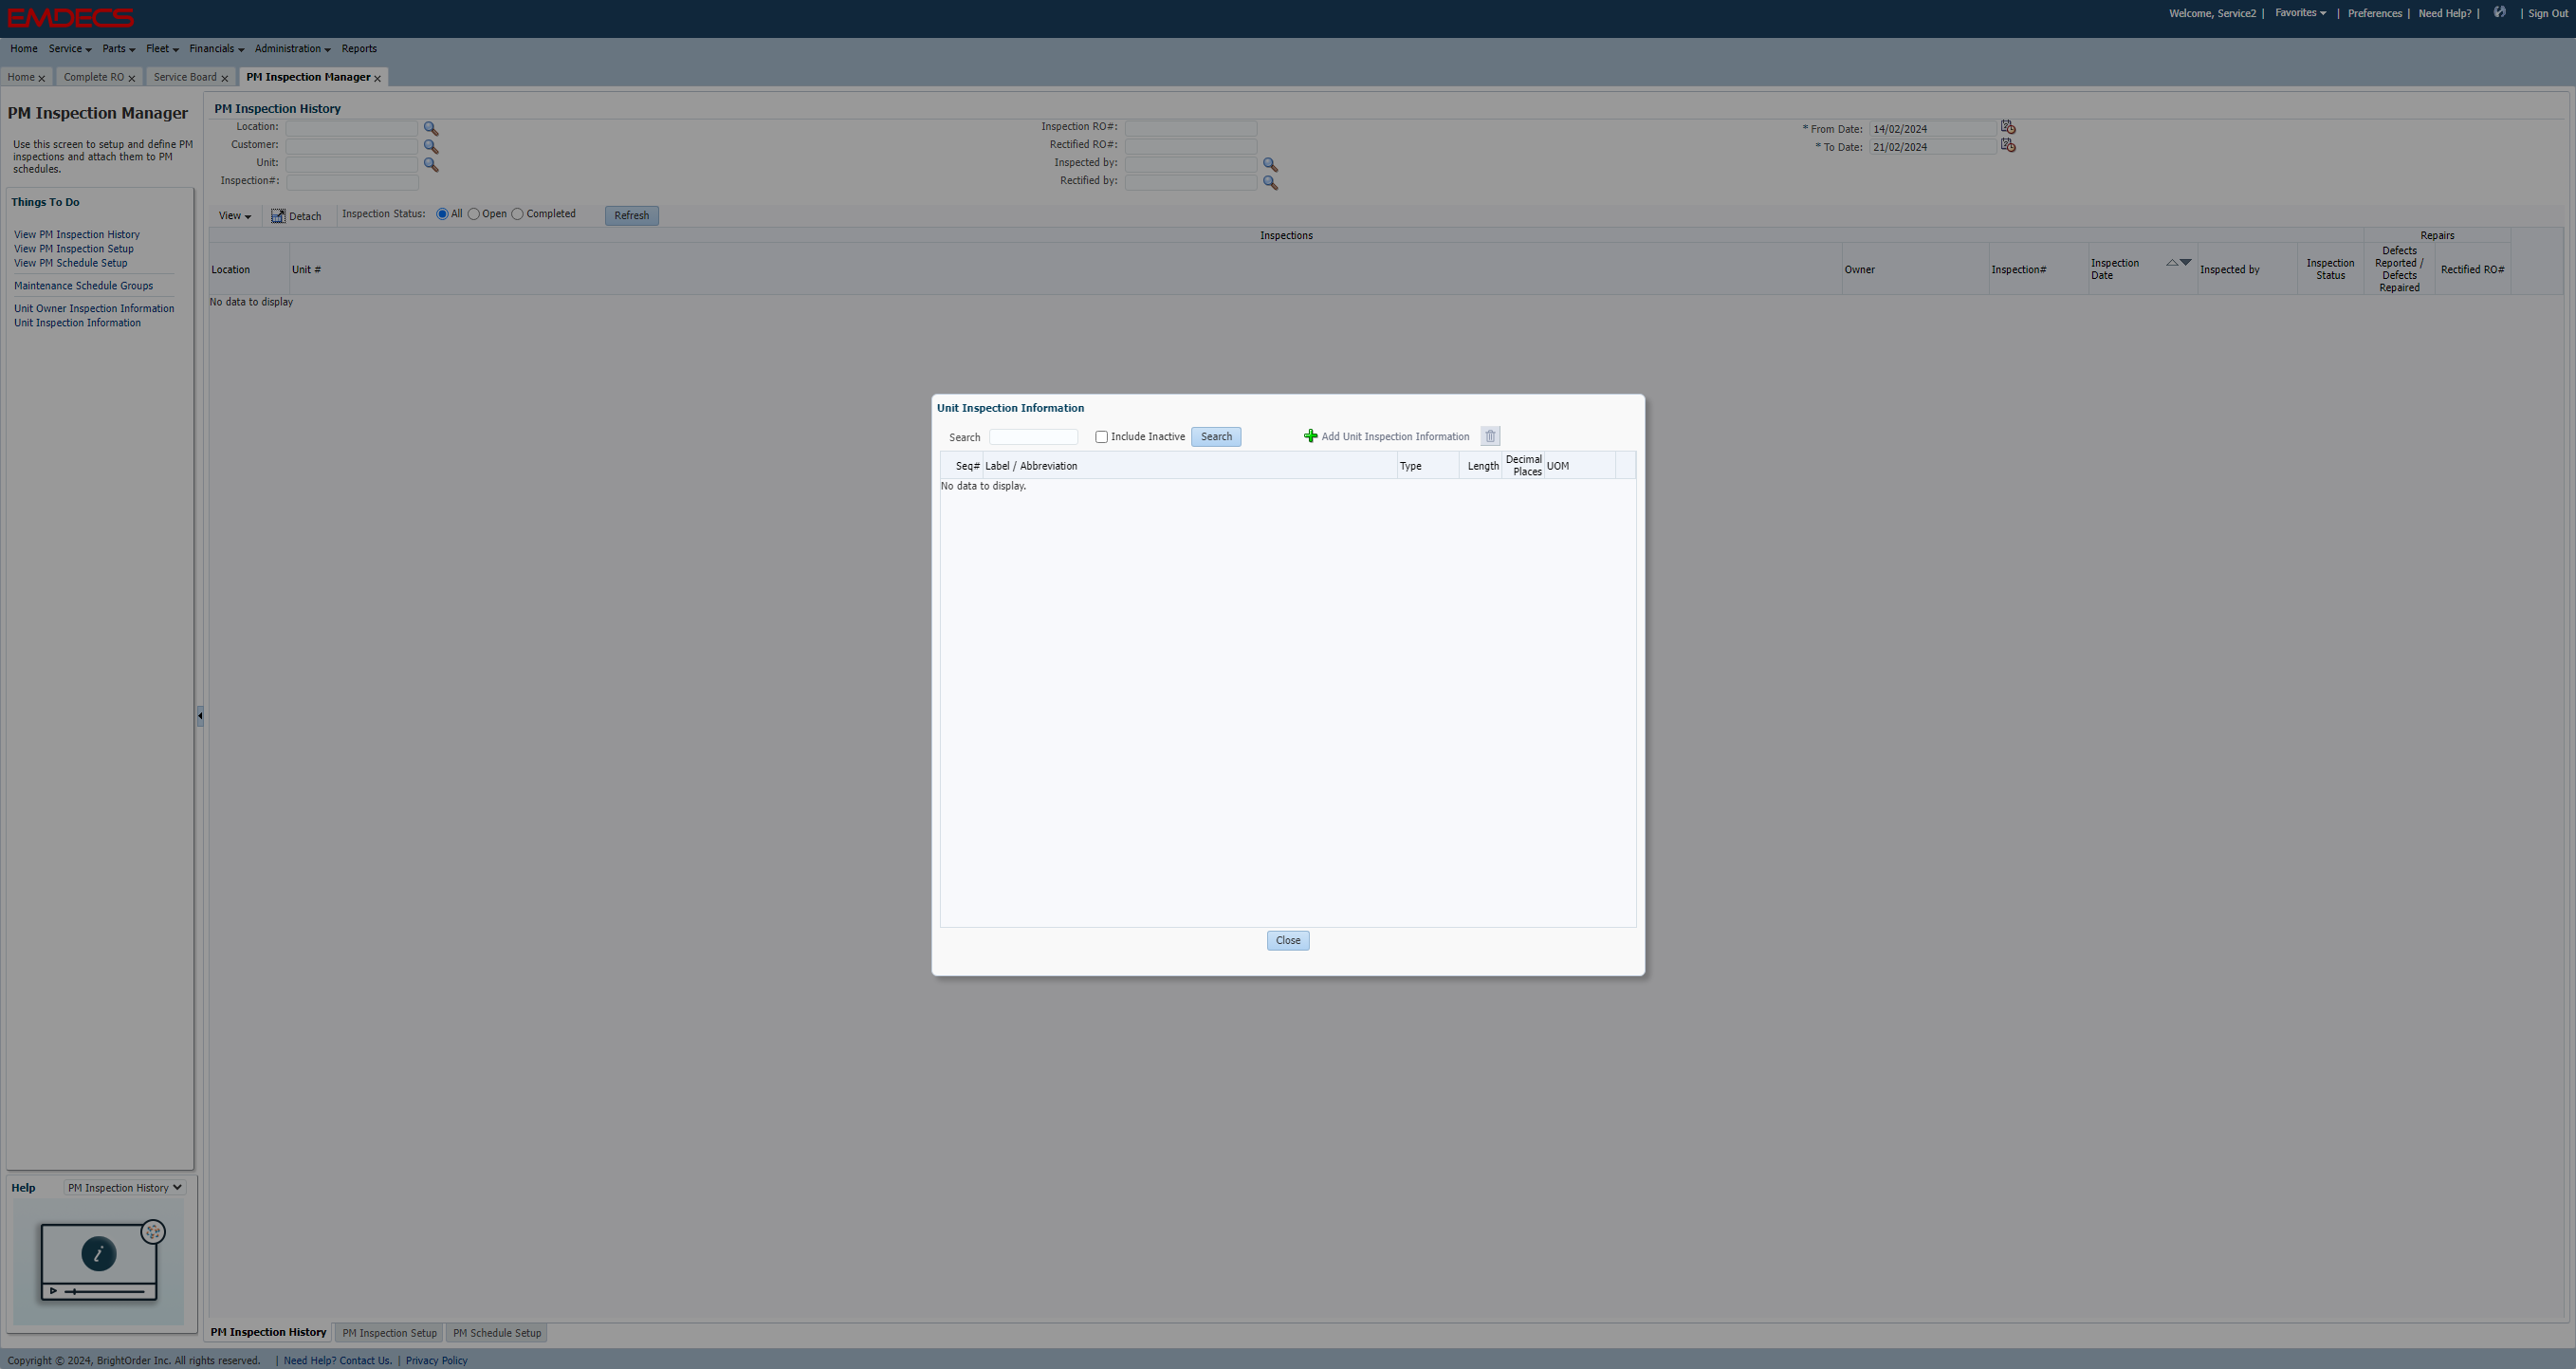 EMDECS
Welcome, Service2 | Favorites | Preferences | Need Help? | | Sign Out
Home Service Parts Fleet Financials Administration Reports
Home x Complete RO x Service Board x PM Inspection Manager x
PM Inspection Manager
Use this screen to setup and define PM
inspections and attach them to PM
schedules.
Things To Do
View PM Inspection History
View PM Inspection Setup
View PM Schedule Setup
Maintenance Schedule Groups
Unit Owner Inspection Information
Unit Inspection Information
Help PM Inspection History
PM Inspection History
Location:
Customer:
Unit:
Inspection#:
Inspection RO#:
Rectified RO#:
Inspected by:
Rectified by:
* From Date: 14/02/2024
* To Date: 21/02/2024
View Detach Inspection Status: All Open Completed Refresh
Inspections Repairs
Location Unit # Owner Inspection# Inspection Date Inspected by Inspection Status Defects Reported / Defects Repaired Rectified RO#
No data to display
Unit Inspection Information
Search Include Inactive Search Add Unit Inspection Information
Seq# Label / Abbreviation Type Length Decimal Places UOM
No data to display.
Close
PM Inspection History PM Inspection Setup PM Schedule Setup
Copyright © 2024, BrightOrder Inc. All rights reserved. | Need Help? Contact Us. | Privacy Policy